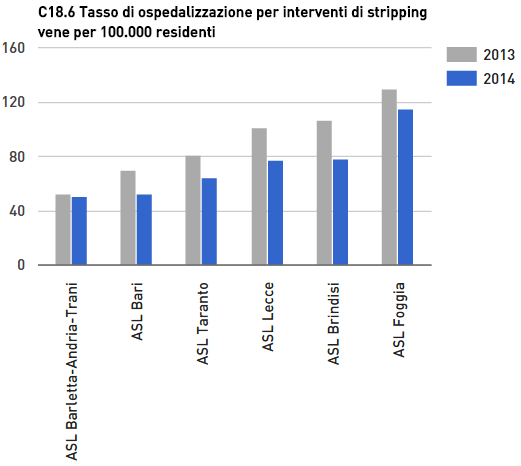 C18.6 Tasso di ospedalizzazione per interventi di stripping
vene per 100.000 residenti
160
120
80
40
0
2013
2014
ASL Barletta-Andria-Trani
ASL Bari
ASL Taranto
ASL Lecce
ASL Brindisi
ASL Foggia